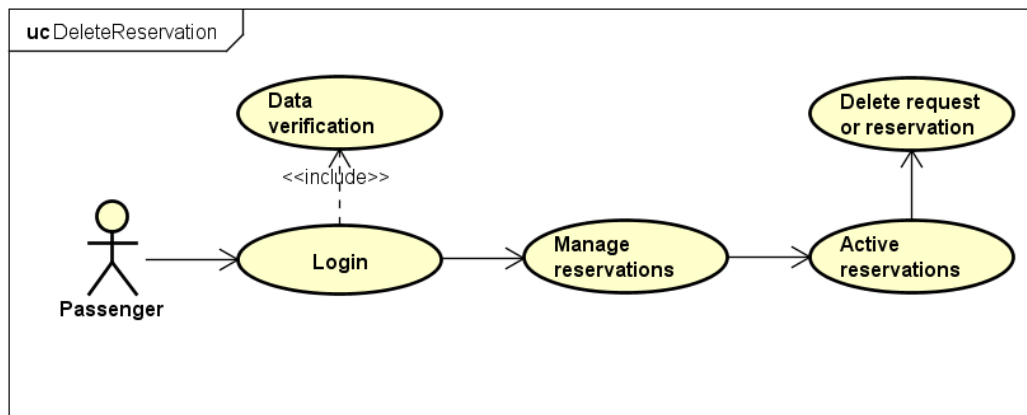 uc DeleteReservation
Data
verification
Delete request
or reservation
<<include>>
Login
Manage
reservations
Active
reservations
Passenger